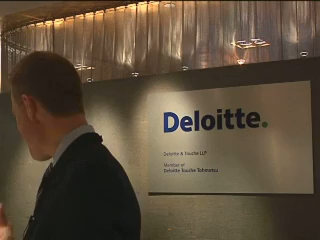 Deloitte.
Deloitte & Touche LLP
Member of
Deloitte Touche Tohmatsu